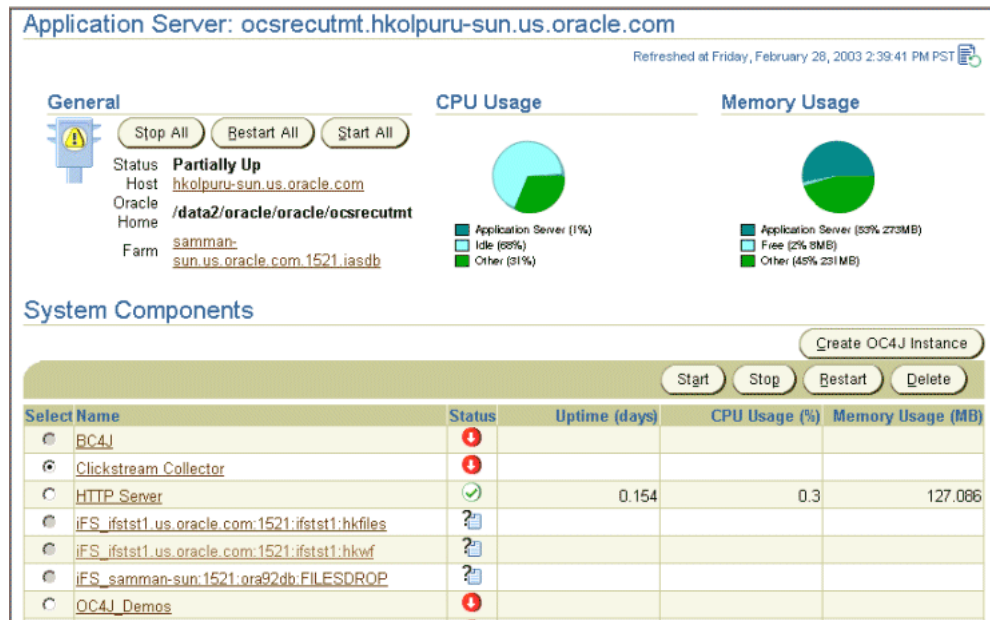 Application Server: ocsrecutmt.hkolpuru-sun.us.oracle.com
Refreshed at Friday, February 28, 2003 2:39:41 PM PST
General
Stop All Restart All Start All
Status Partially Up
Host hkolpuru-sun.us.oracle.com
Oracle Home /data2/oracle/oracle/ocsrecutmt
Farm samman-
sun.us.oracle.com.1521.iasdb
CPU Usage
Application Server (1%)
Idle (68%)
Other (31%)
Memory Usage
Application Server (53% 273MB)
Free (2% 8MB)
Other (45% 231MB)
System Components
Create OC4J Instance
Start Stop Restart Delete
Select Name Status Uptime (days) CPU Usage (%) Memory Usage (MB)
BC4J
Clickstream Collector
HTTP Server 0.154 0.3 127.086
iFS_ifstst1.us.oracle.com:1521:ifstst1:hkfiles
iFS_ifstst1.us.oracle.com:1521:ifstst1:hkwf
iFS_samman-sun:1521:ora92db:FILESDROP
OC4J_Demos